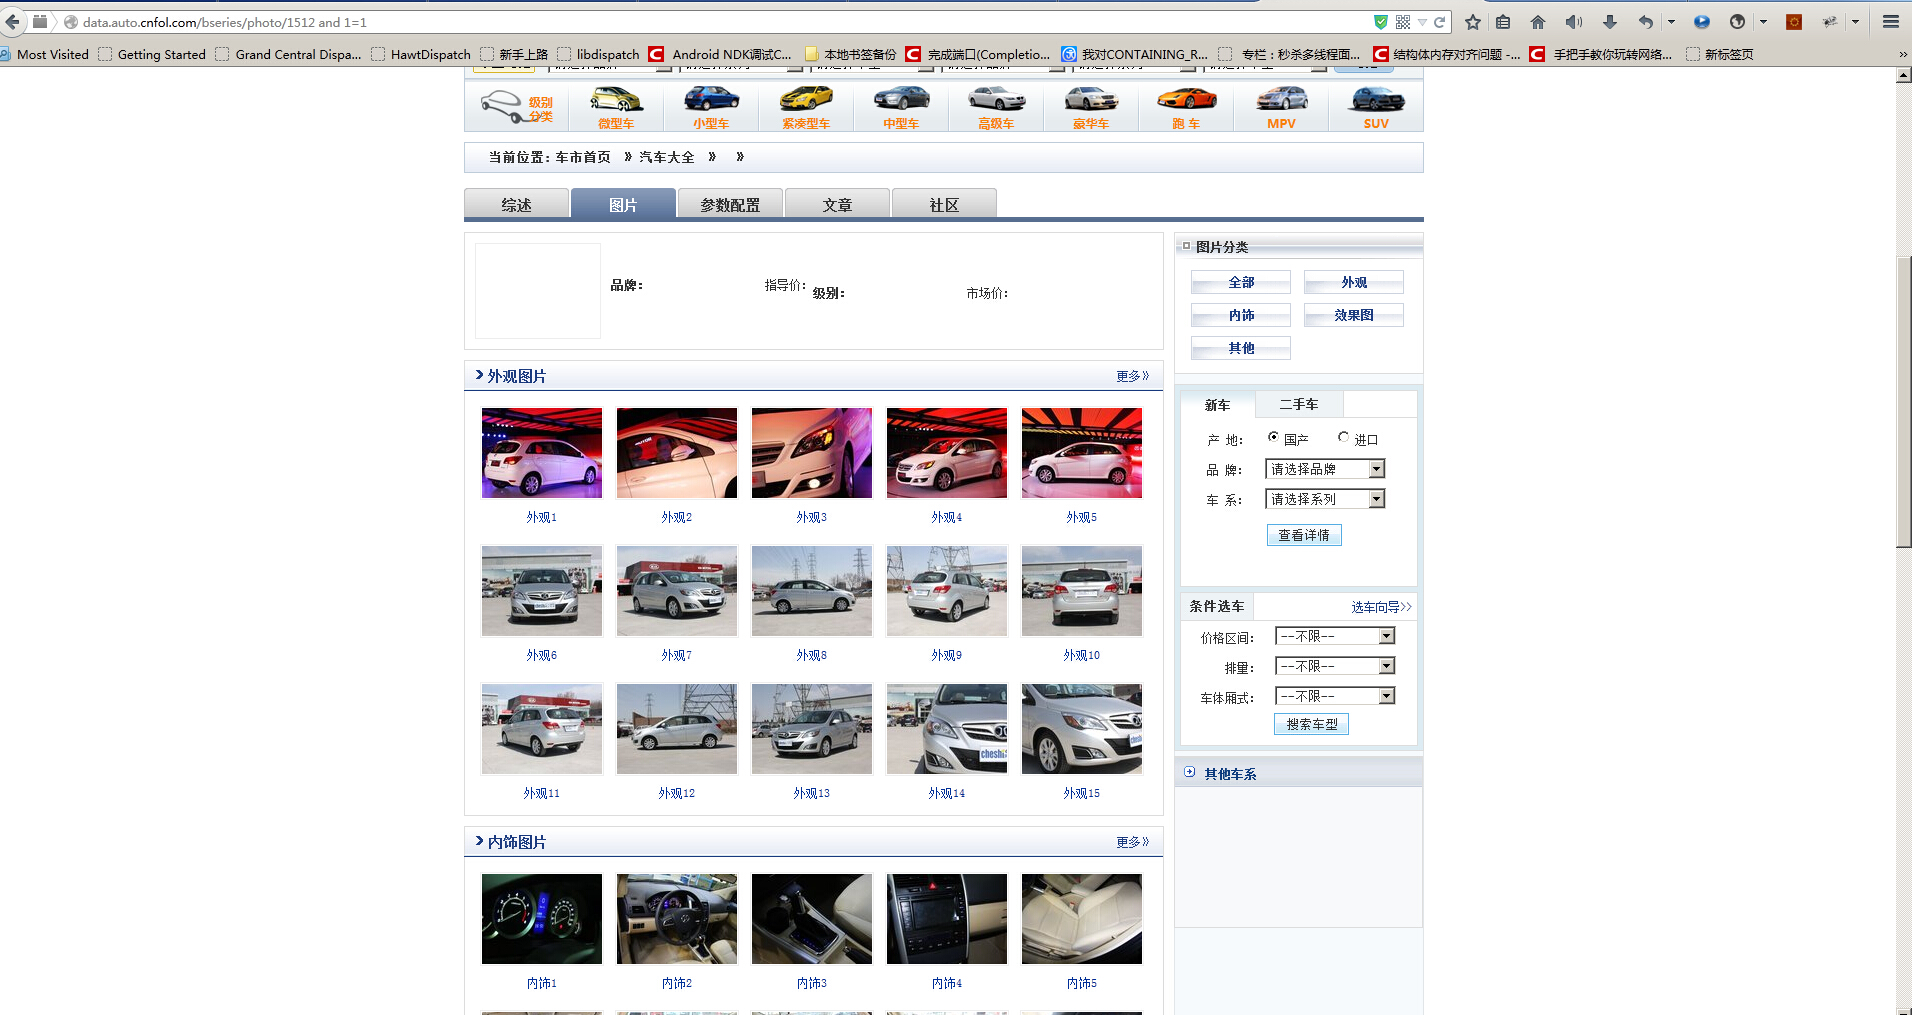 data.auto.cnfol.com/bseries/photo/1512 and 1=1
Most Visited Getting Started Grand Central Dispa... HawtDispatch 新手上路 libdispatch Android NDK调试C... 本地书签备份 完成端口(Completio... 我对CONTAINING_R... 专栏：秒杀多线程面... 结构体内存对齐问题 -... 手把手教你玩转网络... 新标签页 »
级别
分类
微型车 小型车 紧凑型车 中型车 高级车 豪华车 跑 车 MPV SUV
当前位置：车市首页 » 汽车大全 » »
综述 图片 参数配置 文章 社区
品牌： 指导价： 级别： 市场价：
外观图片 更多»
外观1 外观2 外观3 外观4 外观5
外观6 外观7 外观8 外观9 外观10
cheshi
外观11 外观12 外观13 外观14 外观15
内饰图片 更多»
内饰1 内饰2 内饰3 内饰4 内饰5
图片分类
全部 外观
内饰 效果图
其他
新车 二手车
产 地： 国产 进口
品 牌： 请选择品牌
车 系： 请选择系列
查看详情
条件选车 选车向导>>
价格区间： --不限--
排量： --不限--
车体厢式： --不限--
搜索车型
其他车系